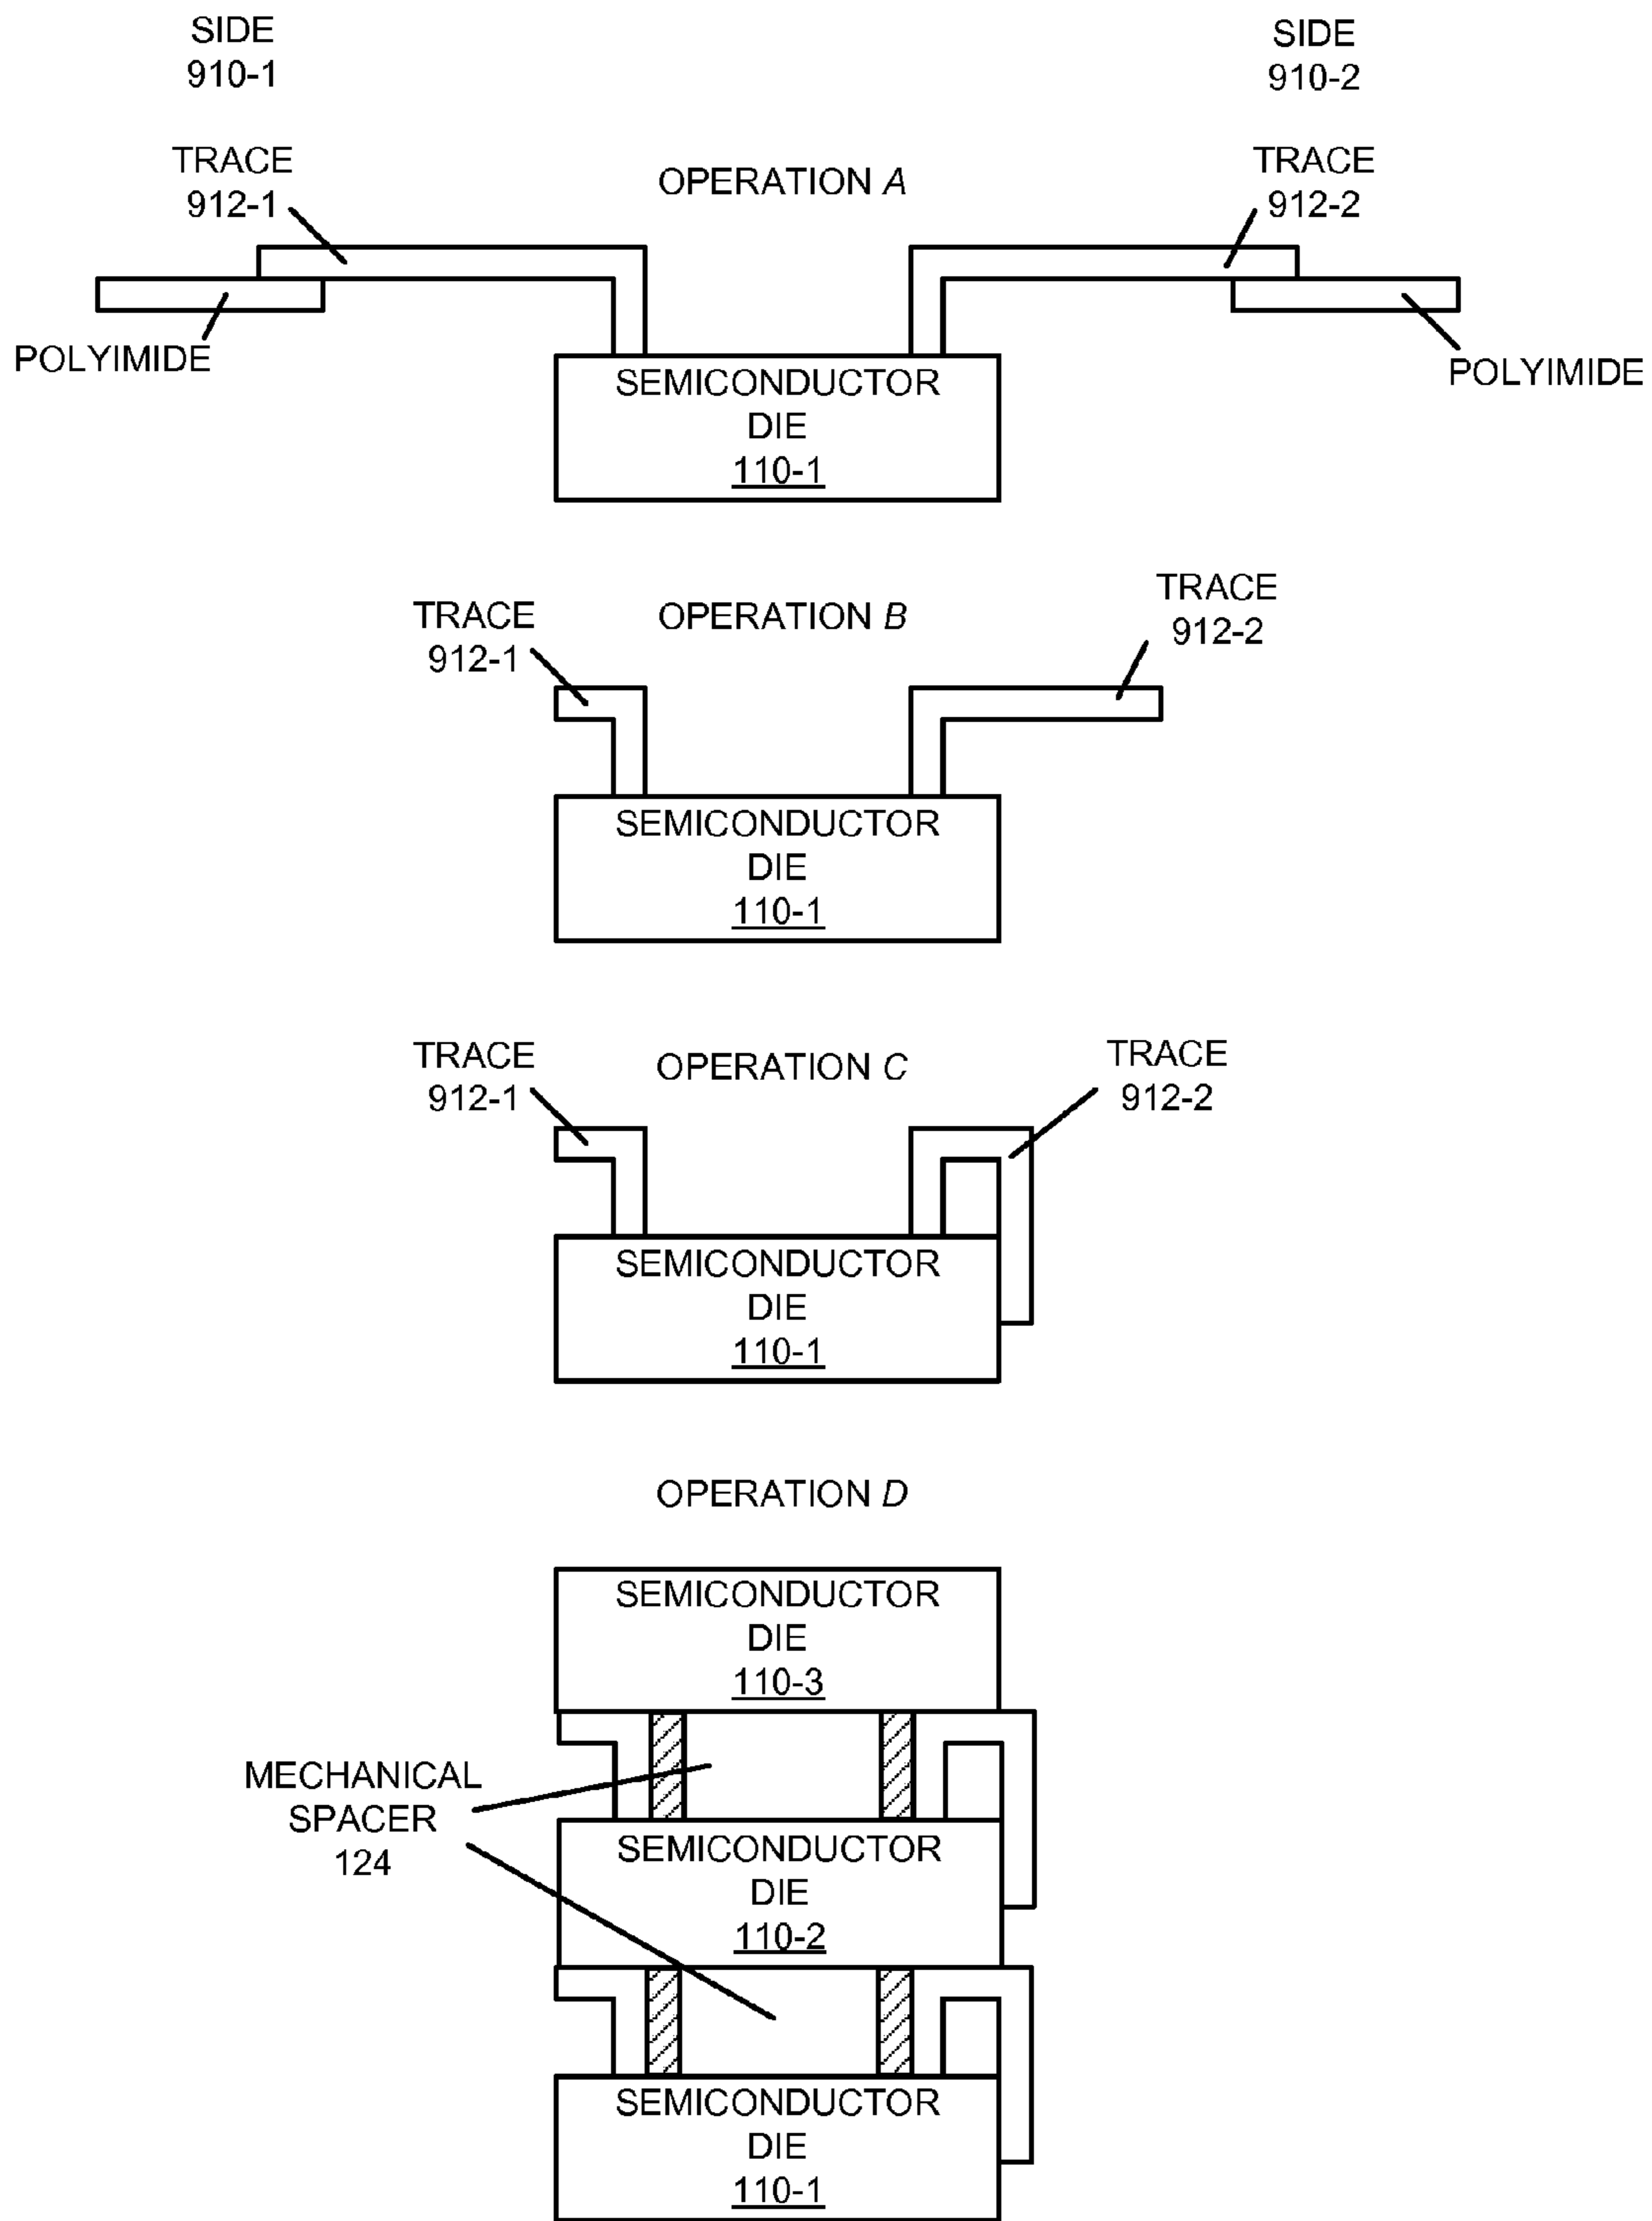 SIDE
910-1
SIDE
910-2
TRACE
912-1
OPERATION A
TRACE
912-2
POLYIMIDE
POLYIMIDE
SEMICONDUCTOR
DIE
110-1
TRACE
912-1
OPERATION B
TRACE
912-2
SEMICONDUCTOR
DIE
110-1
TRACE
912-1
OPERATION C
TRACE
912-2
SEMICONDUCTOR
DIE
110-1
OPERATION D
SEMICONDUCTOR
DIE
110-3
MECHANICAL
SPACER
124
SEMICONDUCTOR
DIE
110-2
SEMICONDUCTOR
DIE
110-1